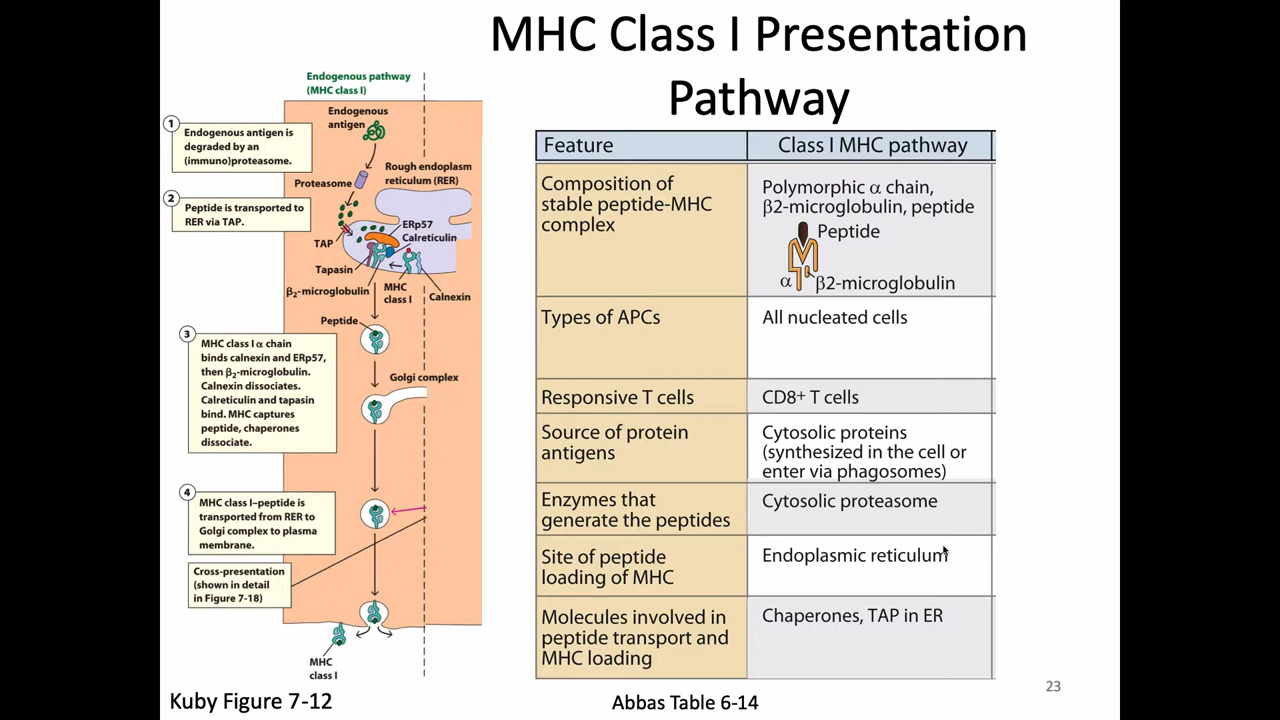 MHC Class I Presentation
Pathway
Endogenous pathway
(MHC class I)
Endogenous
antigen
1
Endogenous antigen is
degraded by an
(immuno)proteasome.
Rough endoplasm
reticulum (RER)
Proteasome
2
Peptide is transported to
RER via TAP.
ERp57
Calreticulin
TAP
Tapasin
β2-microglobulin
MHC
class I
Calnexin
Peptide
3
MHC class I α chain
binds calnexin and ERp57,
then β2-microglobulin.
Calnexin dissociates.
Calreticulin and tapasin
bind. MHC captures
peptide, chaperones
dissociate.
Golgi complex
4
MHC class I–peptide is
transported from RER to
Golgi complex to plasma
membrane.
Cross-presentation
(shown in detail
in Figure 7-18)
MHC
class I
Kuby Figure 7-12
Feature
Class I MHC pathway
Composition of
stable peptide-MHC
complex
Polymorphic α chain,
β2-microglobulin, peptide
Peptide
α
β2-microglobulin
Types of APCs
All nucleated cells
Responsive T cells
CD8+ T cells
Source of protein
antigens
Cytosolic proteins
(synthesized in the cell or
enter via phagosomes)
Enzymes that
generate the peptides
Cytosolic proteasome
Site of peptide
loading of MHC
Endoplasmic reticulum
Molecules involved in
peptide transport and
MHC loading
Chaperones, TAP in ER
Abbas Table 6-14
23